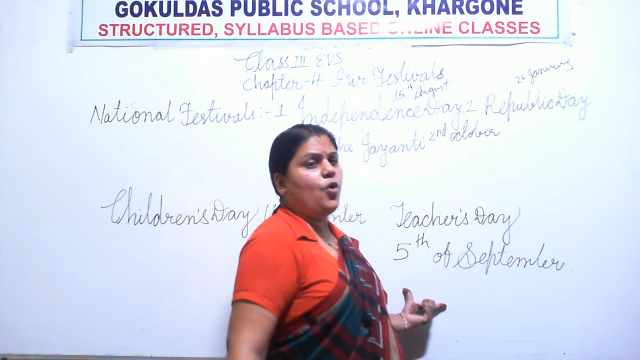 GOKULDAS PUBLIC SCHOOL, KHARGONE
STRUCTURED, SYLLABUS BASED ONLINE CLASSES
Class III EVS
Chapter-4 Our Festivals
15th August
26 January
National Festivals:- 1 Independence Day 2 Republic Day
Jayanti 2nd october
Children's Day
Teacher's Day
5th of September